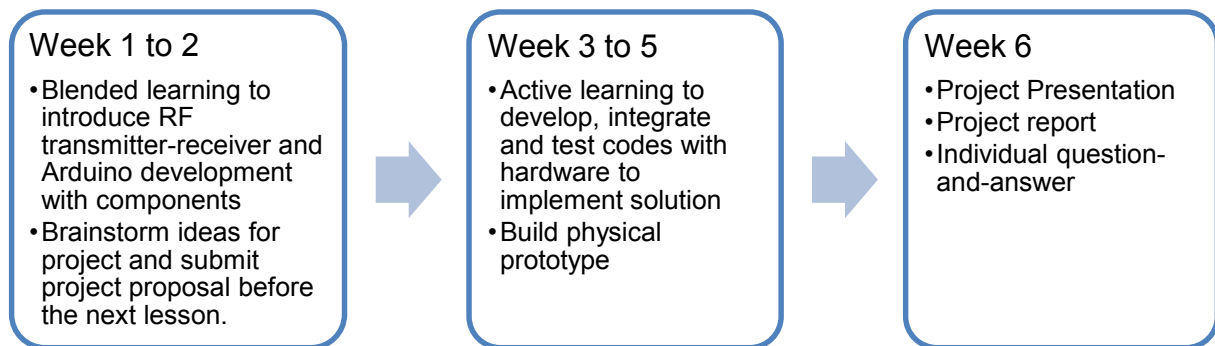 Week 1 to 2
•Blended learning to
introduce RF
transmitter-receiver and
Arduino development
with components
•Brainstorm ideas for
project and submit
project proposal before
the next lesson.
Week 3 to 5
•Active learning to
develop, integrate
and test codes with
hardware to
implement solution
•Build physical
prototype
Week 6
•Project Presentation
•Project report
•Individual question-
and-answer